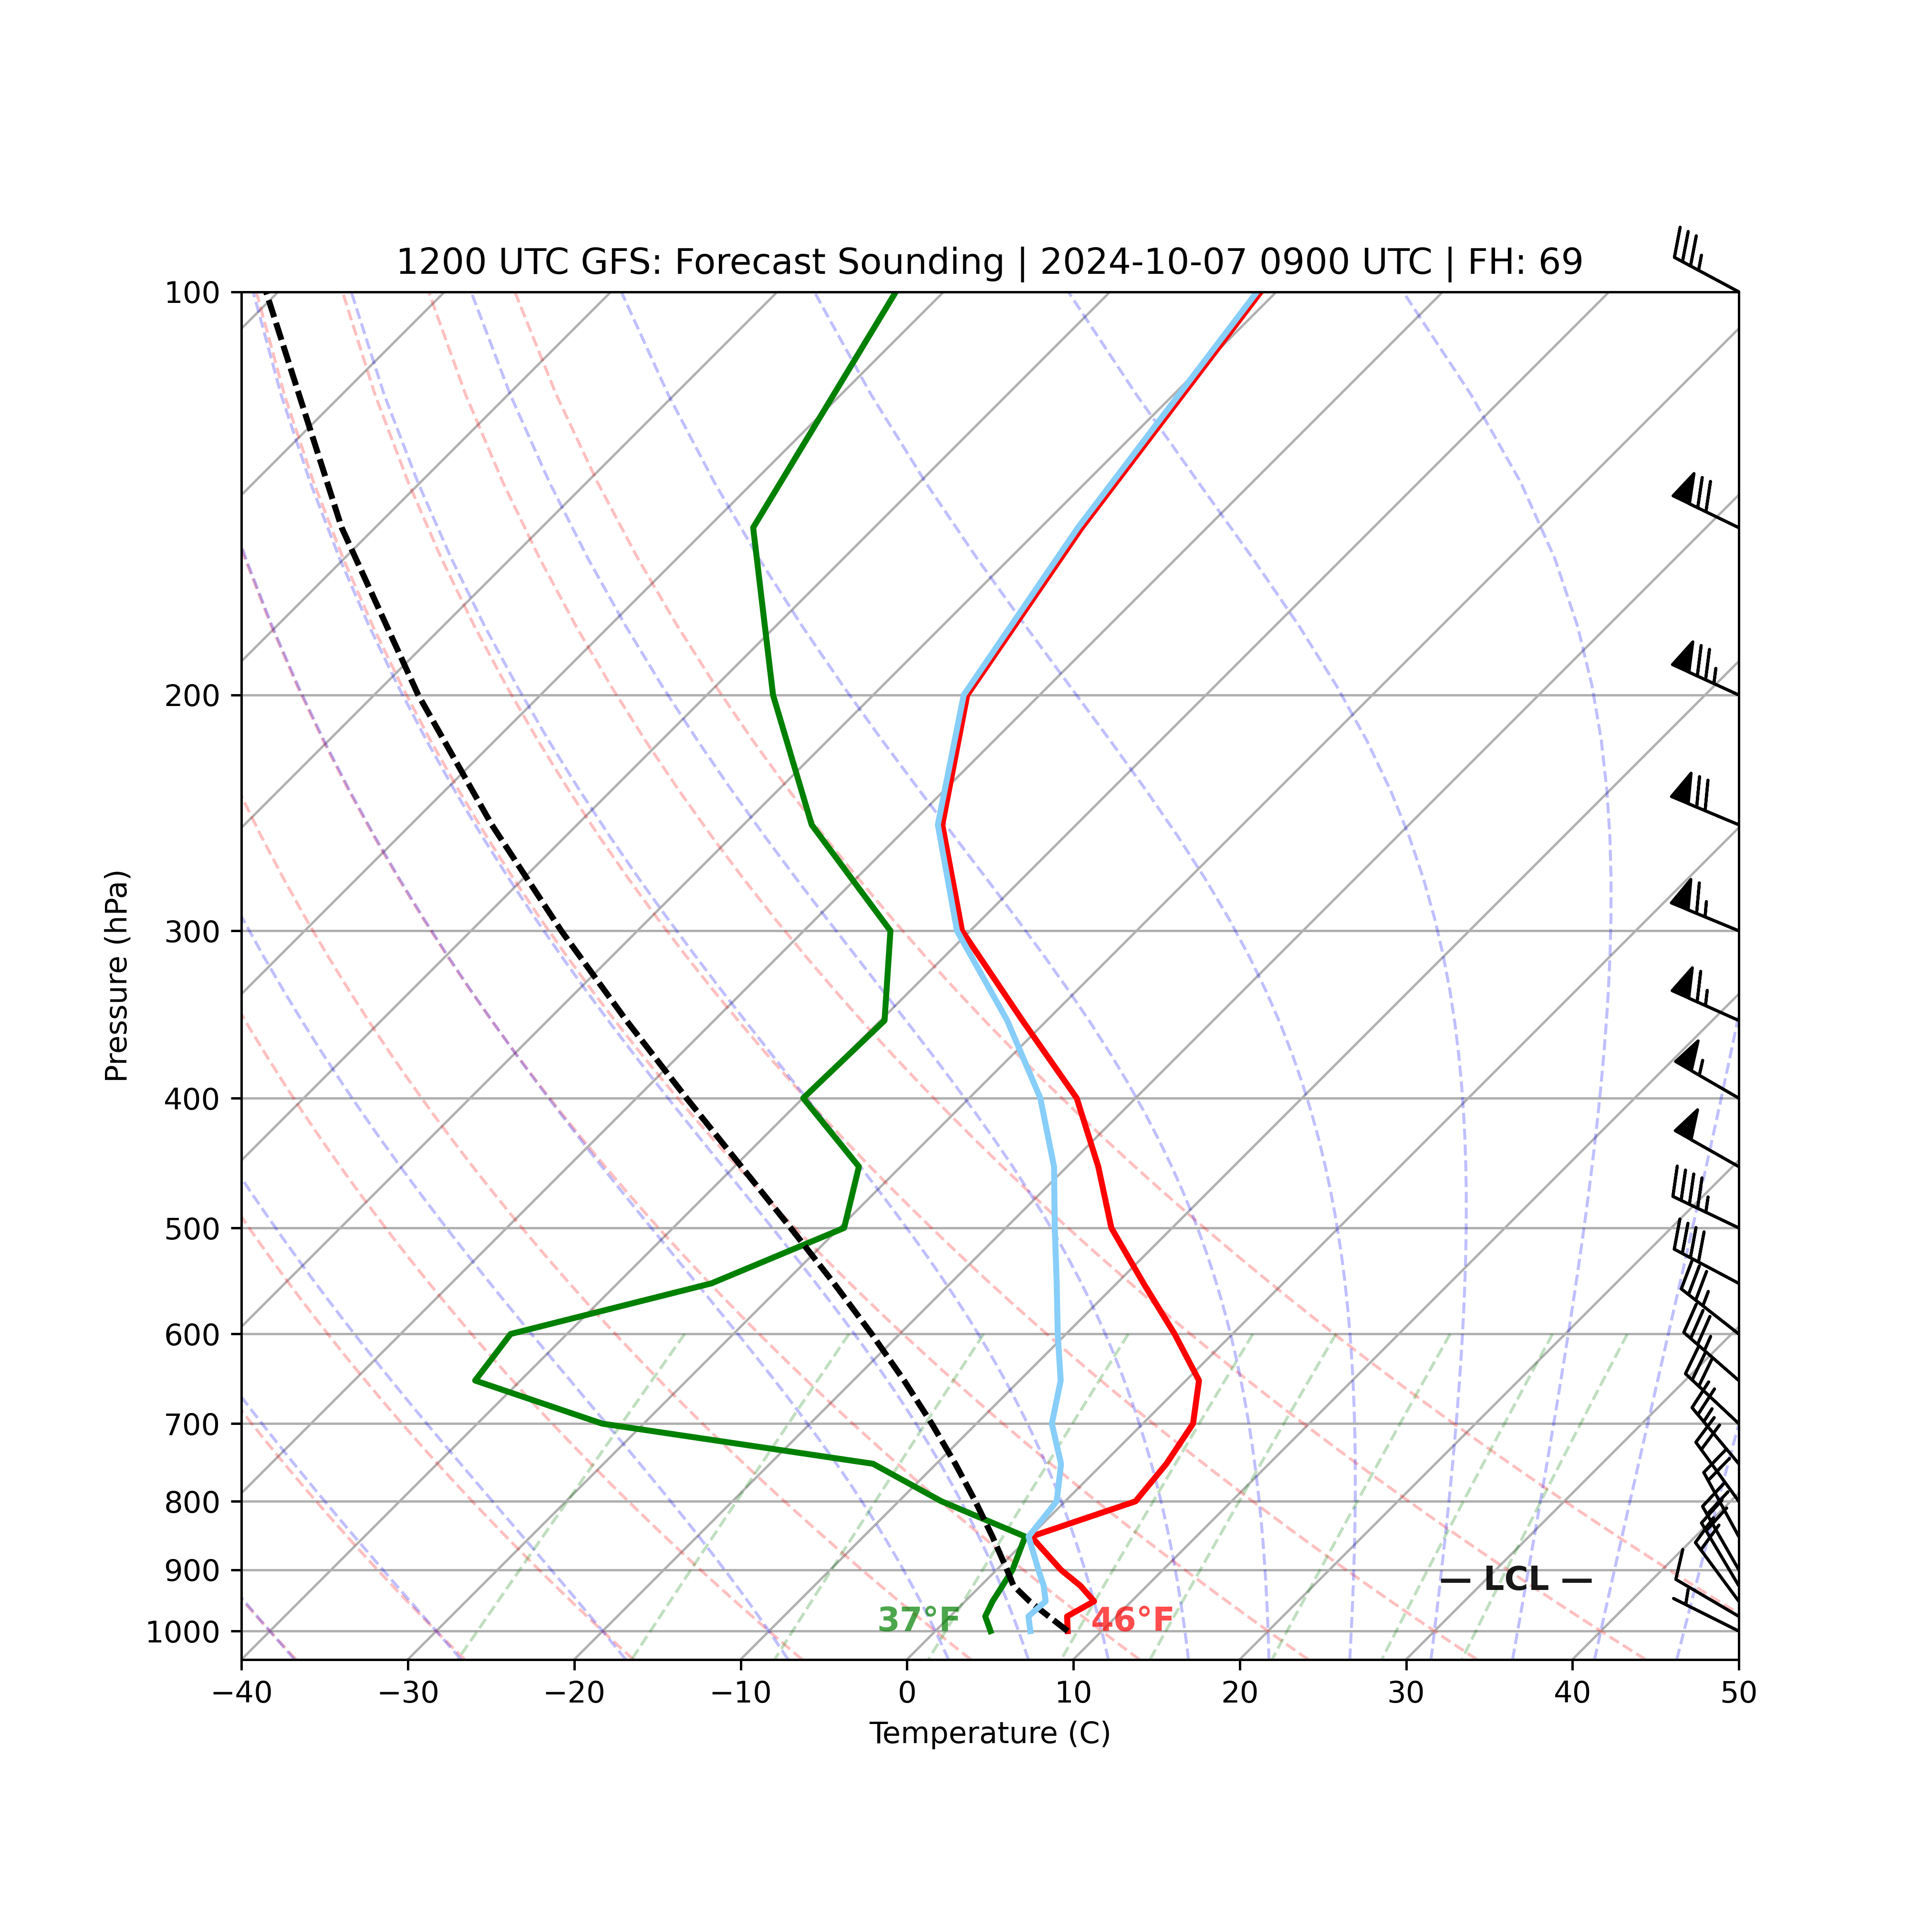 1200 UTC GFS: Forecast Sounding | 2024-10-07 0900 UTC | FH: 69
100
200
300
400
500
600
700
800
900
1000
Pressure (hPa)
— LCL —
37°F
46°F
−40 −30 −20 −10 0 10 20 30 40 50
Temperature (C)